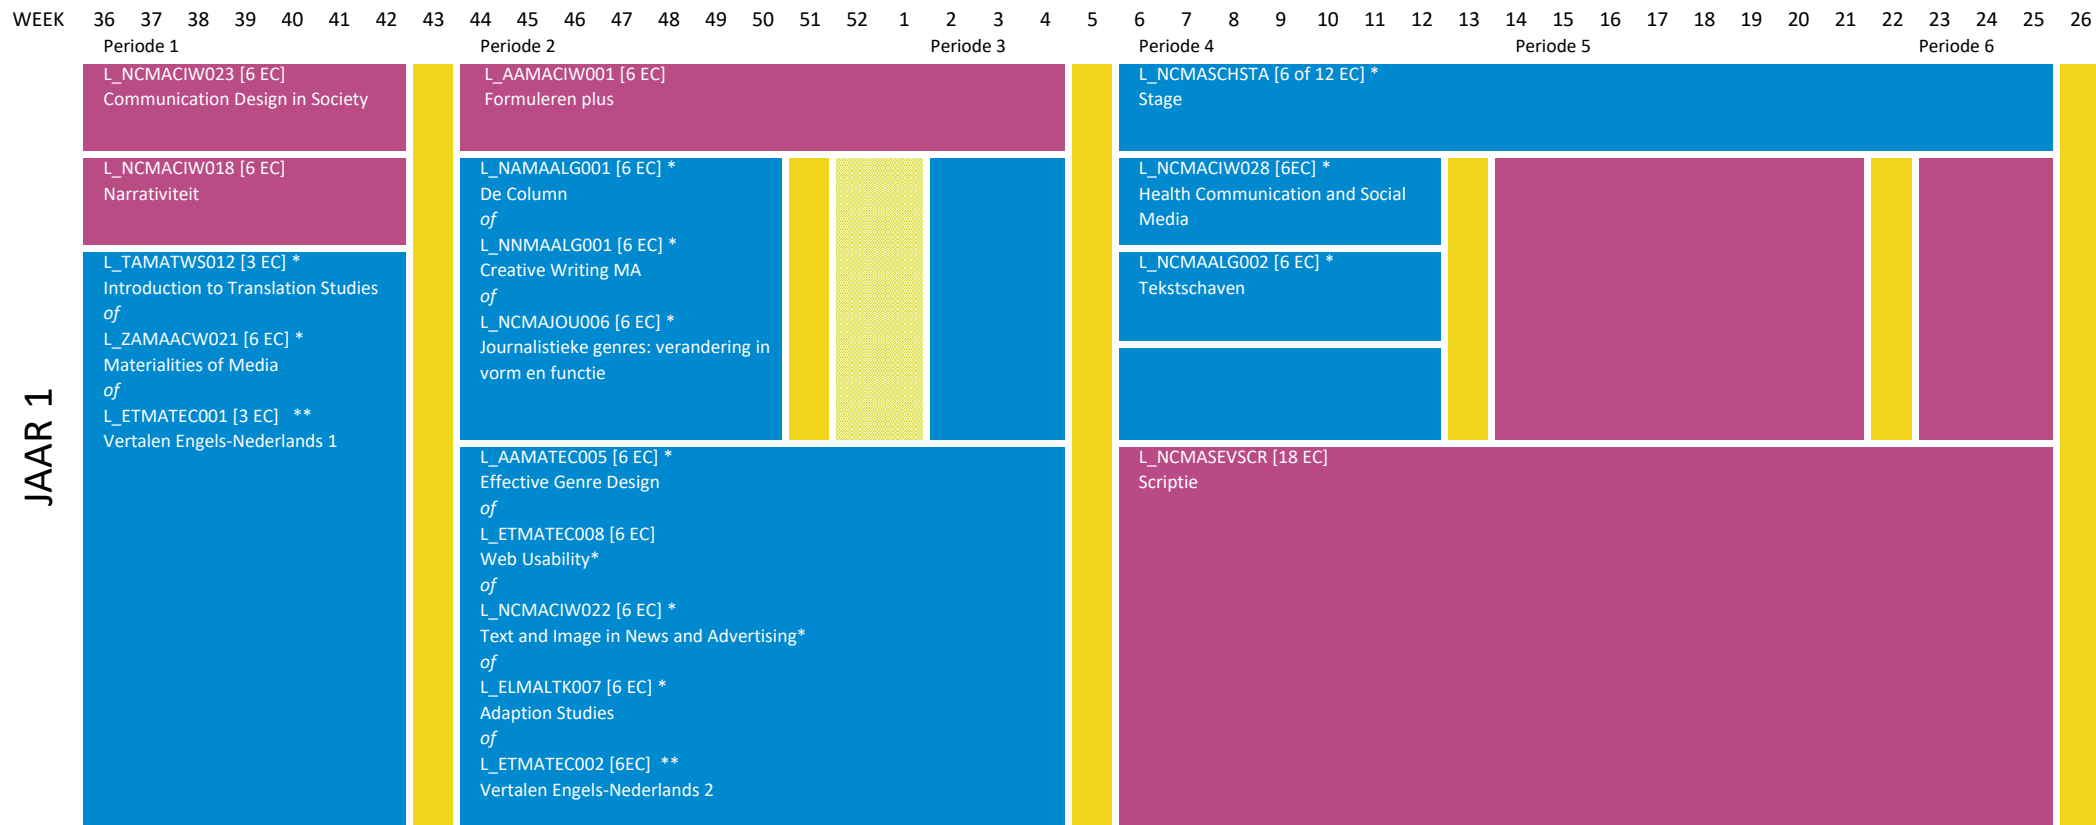 WEEK 36 37 38 39 40 41 42 43 44 45 46 47 48 49 50 51 52 1 2 3 4 5 6 7 8 9 10 11 12 13 14 15 16 17 18 19 20 21 22 23 24 25 26
Periode 1 Periode 2 Periode 3 Periode 4 Periode 5 Periode 6
JAAR 1
L_NCMACIW023 [6 EC]
Communication Design in Society
L_NCMACIW018 [6 EC]
Narrativiteit
L_TAMATWS012 [3 EC] *
Introduction to Translation Studies
of
L_ZAMAACW021 [6 EC] *
Materialities of Media
of
L_ETMATEC001 [3 EC] **
Vertalen Engels-Nederlands 1
L_AAMACIW001 [6 EC]
Formuleren plus
L_NAMAALG001 [6 EC] *
De Column
of
L_NNMAALG001 [6 EC] *
Creative Writing MA
of
L_NCMAJOU006 [6 EC] *
Journalistieke genres: verandering in
vorm en functie
L_AAMATEC005 [6 EC] *
Effective Genre Design
of
L_ETMATEC008 [6 EC]
Web Usability*
of
L_NCMACIW022 [6 EC] *
Text and Image in News and Advertising*
of
L_ELMALTK007 [6 EC] *
Adaption Studies
of
L_ETMATEC002 [6EC] **
Vertalen Engels-Nederlands 2
L_NCMASCHSTA [6 of 12 EC] *
Stage
L_NCMACIW028 [6EC] *
Health Communication and Social
Media
L_NCMAALG002 [6 EC] *
Tekstschaven
L_NCMASEVSCR [18 EC]
Scriptie